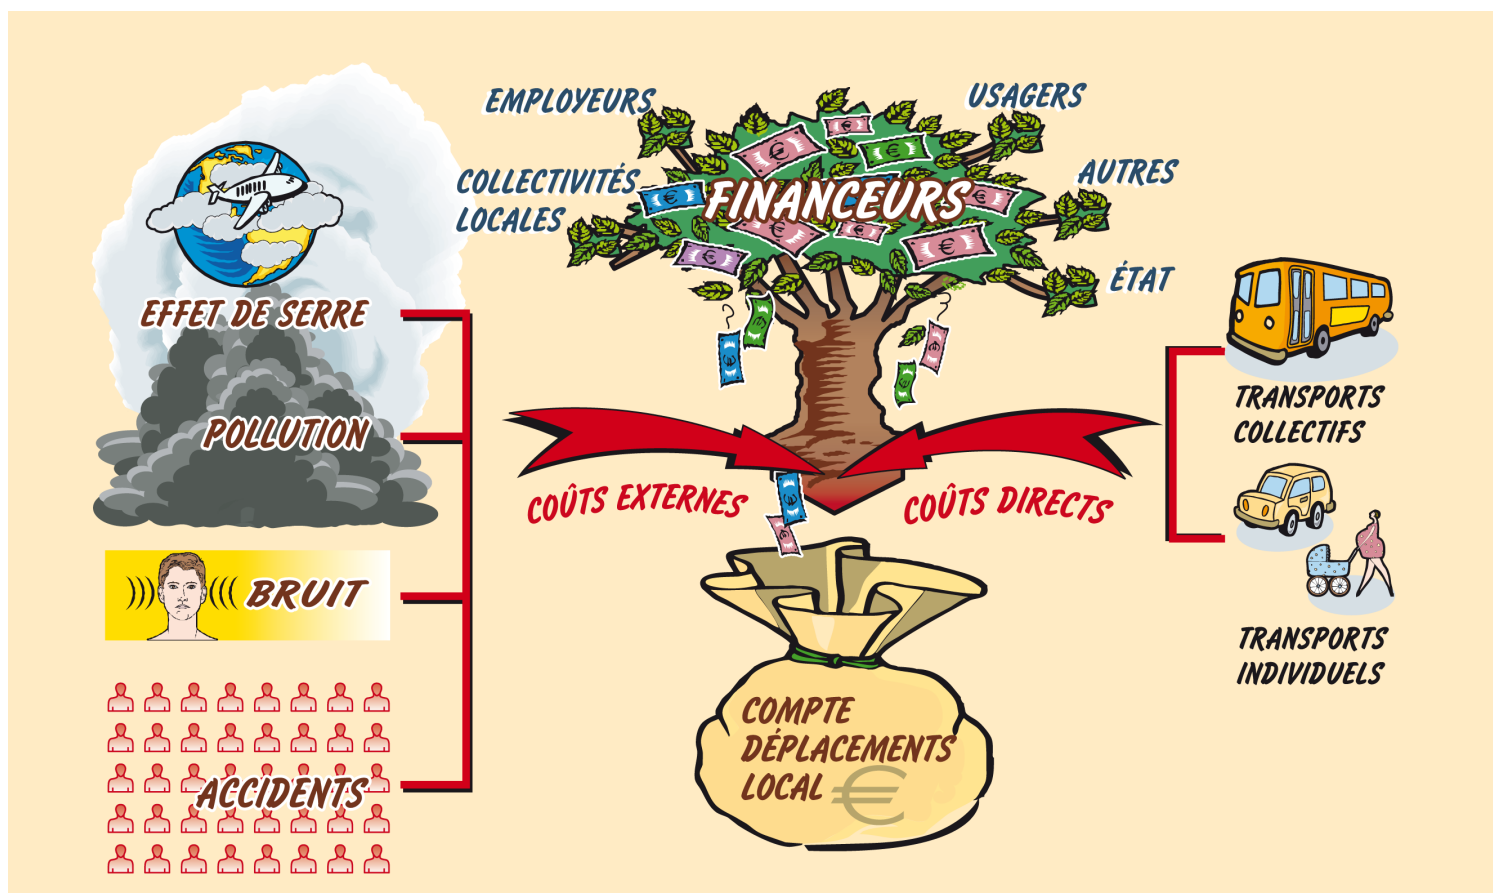 EMPLOYEURS
USAGERS
COLLECTIVITÉS
LOCALES
FINANCEURS
AUTRES
ÉTAT
EFFET DE SERRE
POLLUTION
BRUIT
ACCIDENTS
COÛTS EXTERNES
COÛTS DIRECTS
TRANSPORTS
COLLECTIFS
TRANSPORTS
INDIVIDUELS
COMPTE
DÉPLACEMENTS
LOCAL €